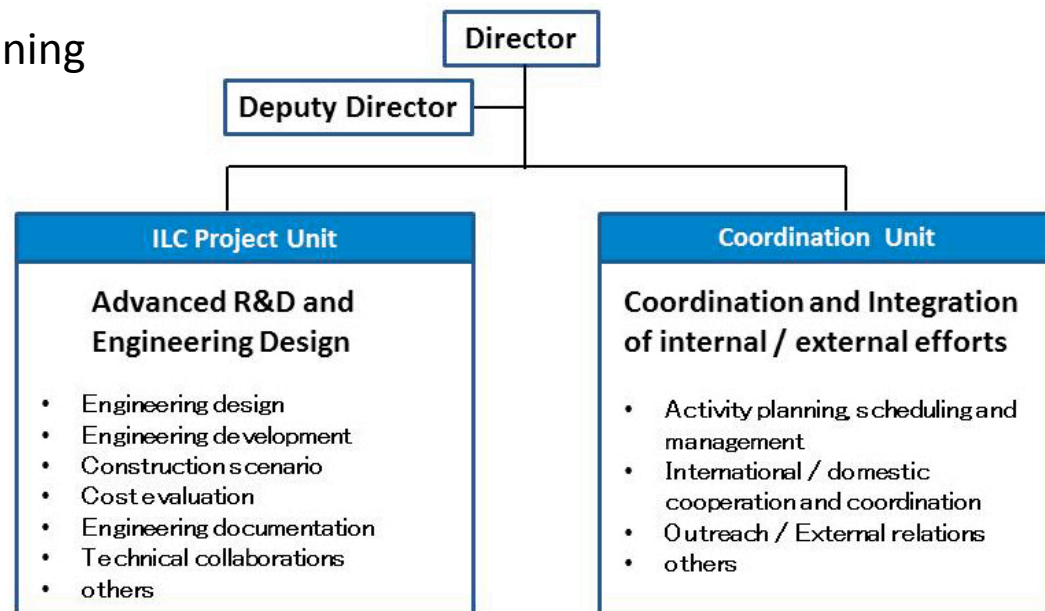 ning
Director
Deputy Director
ILC Project Unit
Advanced R&D and
Engineering Design
• Engineering design
• Engineering development
• Construction scenario
• Cost evaluation
• Engineering documentation
• Technical collaborations
• others
Coordination Unit
Coordination and Integration
of internal / external efforts
• Activity planning, scheduling and
management
• International / domestic
cooperation and coordination
• Outreach / External relations
• others